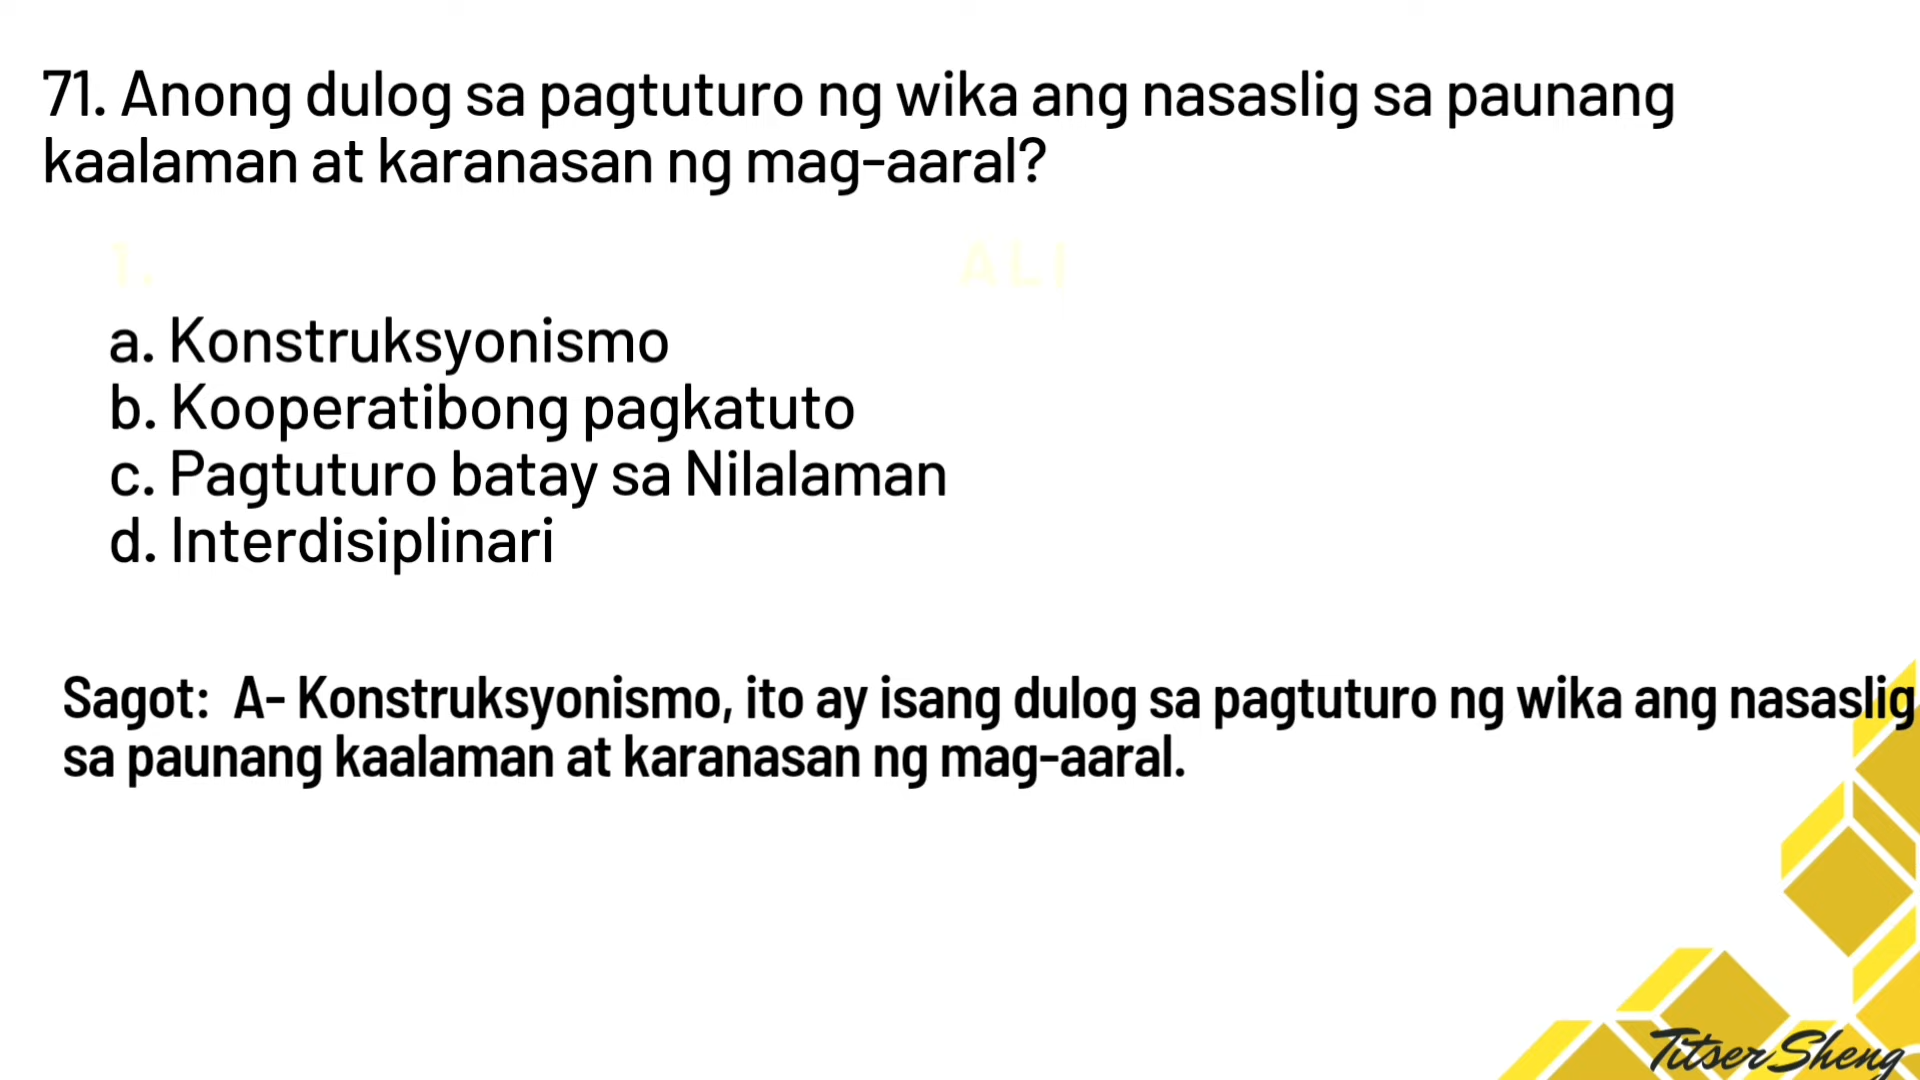 71. Anong dulog sa pagtuturo ng wika ang nasaslig sa paunang
kaalaman at karanasan ng mag-aaral?
1. ALI
a. Konstruksyonismo
b. Kooperatibong pagkatuto
c. Pagtuturo batay sa Nilalaman
d. Interdisiplinari
Sagot: A- Konstruksyonismo, ito ay isang dulog sa pagtuturo ng wika ang nasaslig
sa paunang kaalaman at karanasan ng mag-aaral.
Titser Sheng